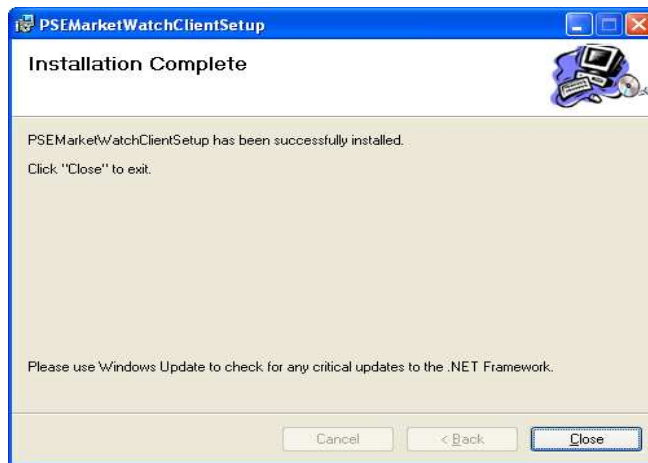 PSEMarketWatchClientSetup
Installation Complete
PSEMarketWatchClientSetup has been successfully installed.
Click "Close" to exit.
Please use Windows Update to check for any critical updates to the .NET Framework.
Cancel
< Back
Close